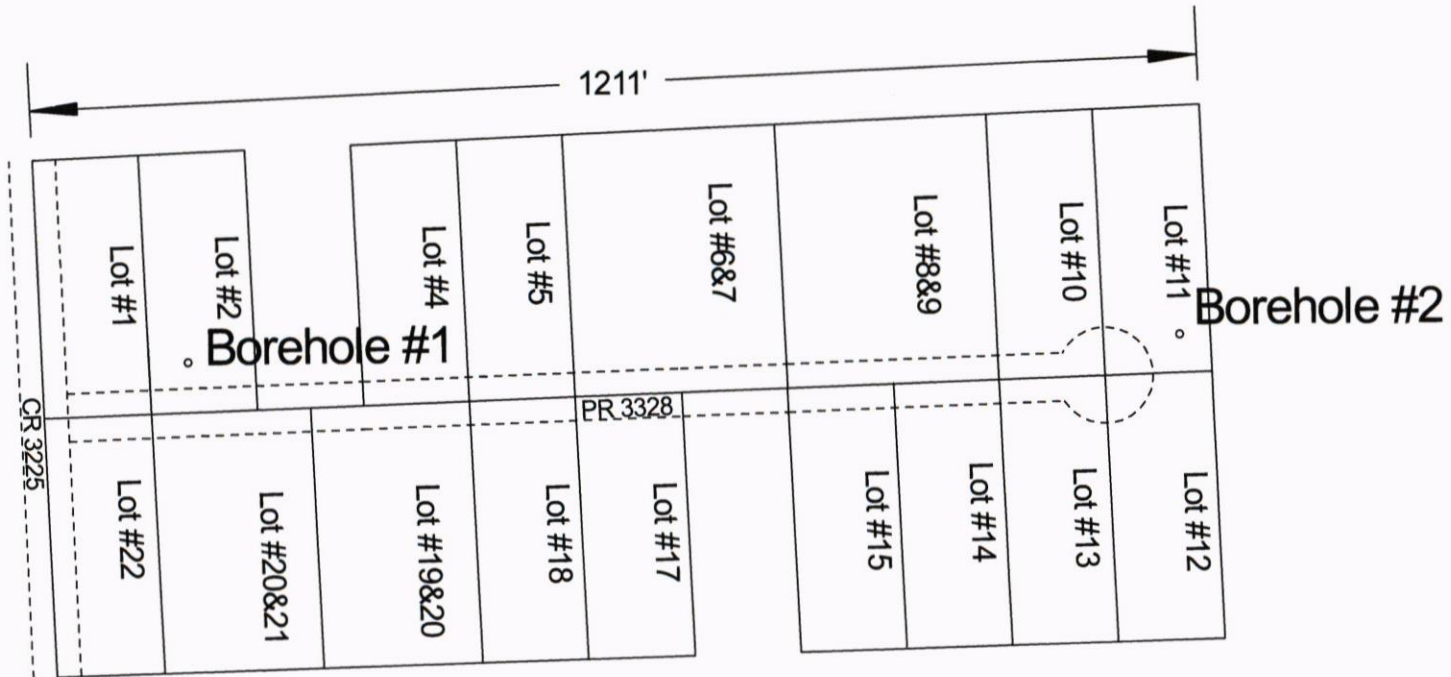 1211'
Lot #1
Lot #2
Lot #4
Lot #5
Lot #6&7
Lot #8&9
Lot #10
Lot #11
Borehole #1
Borehole #2
CR 3225
PR 3328
Lot #22
Lot #20&21
Lot #19&20
Lot #18
Lot #17
Lot #15
Lot #14
Lot #13
Lot #12